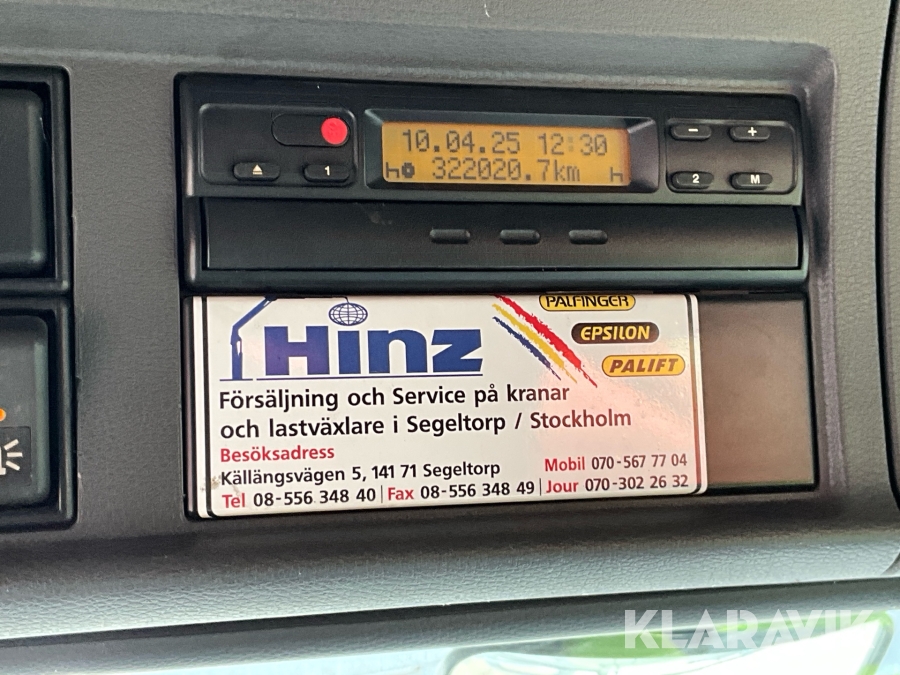 10.04.25 12:30
322020.7km
1
-
+
2
M
PALFINGER
Hinz
EPSILON
PALIFT
Försäljning och Service på kranar
och lastväxlare i Segeltorp / Stockholm
Besöksadress
Källängsvägen 5, 141 71 Segeltorp
Mobil 070-567 77 04
Tel 08-556 348 40 | Fax 08-556 348 49 | Jour 070-302 26 32
KLARAVIK